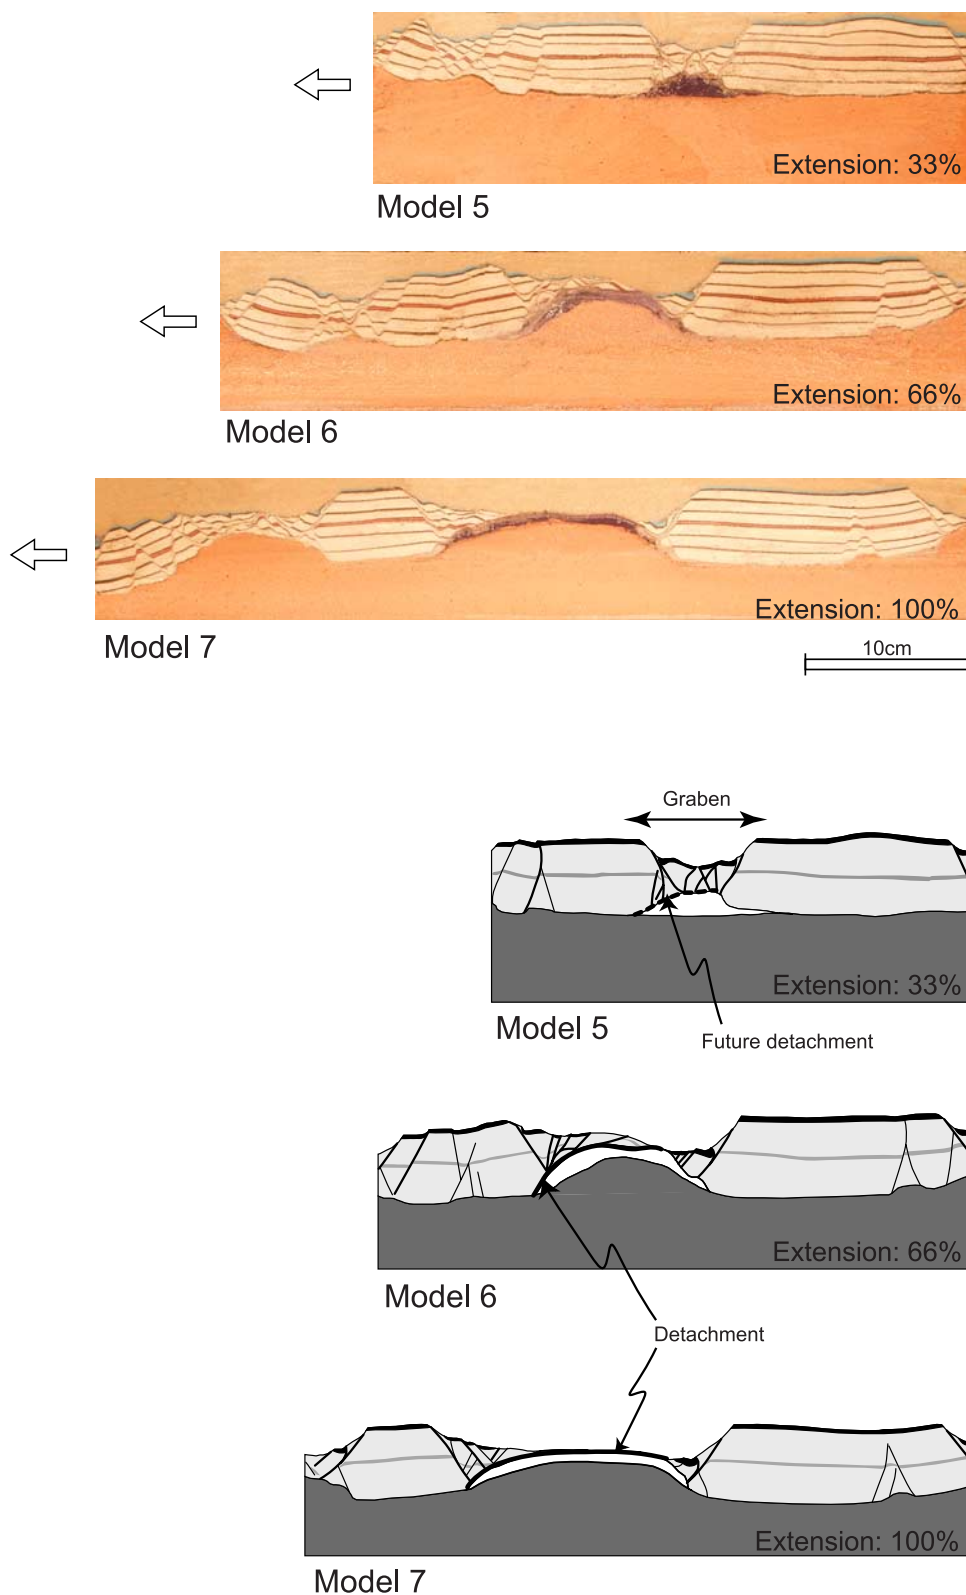 Extension: 33%
Model 5
Extension: 66%
Model 6
Extension: 100%
Model 7
10cm
Graben
Extension: 33%
Model 5
Future detachment
Extension: 66%
Model 6
Detachment
Extension: 100%
Model 7